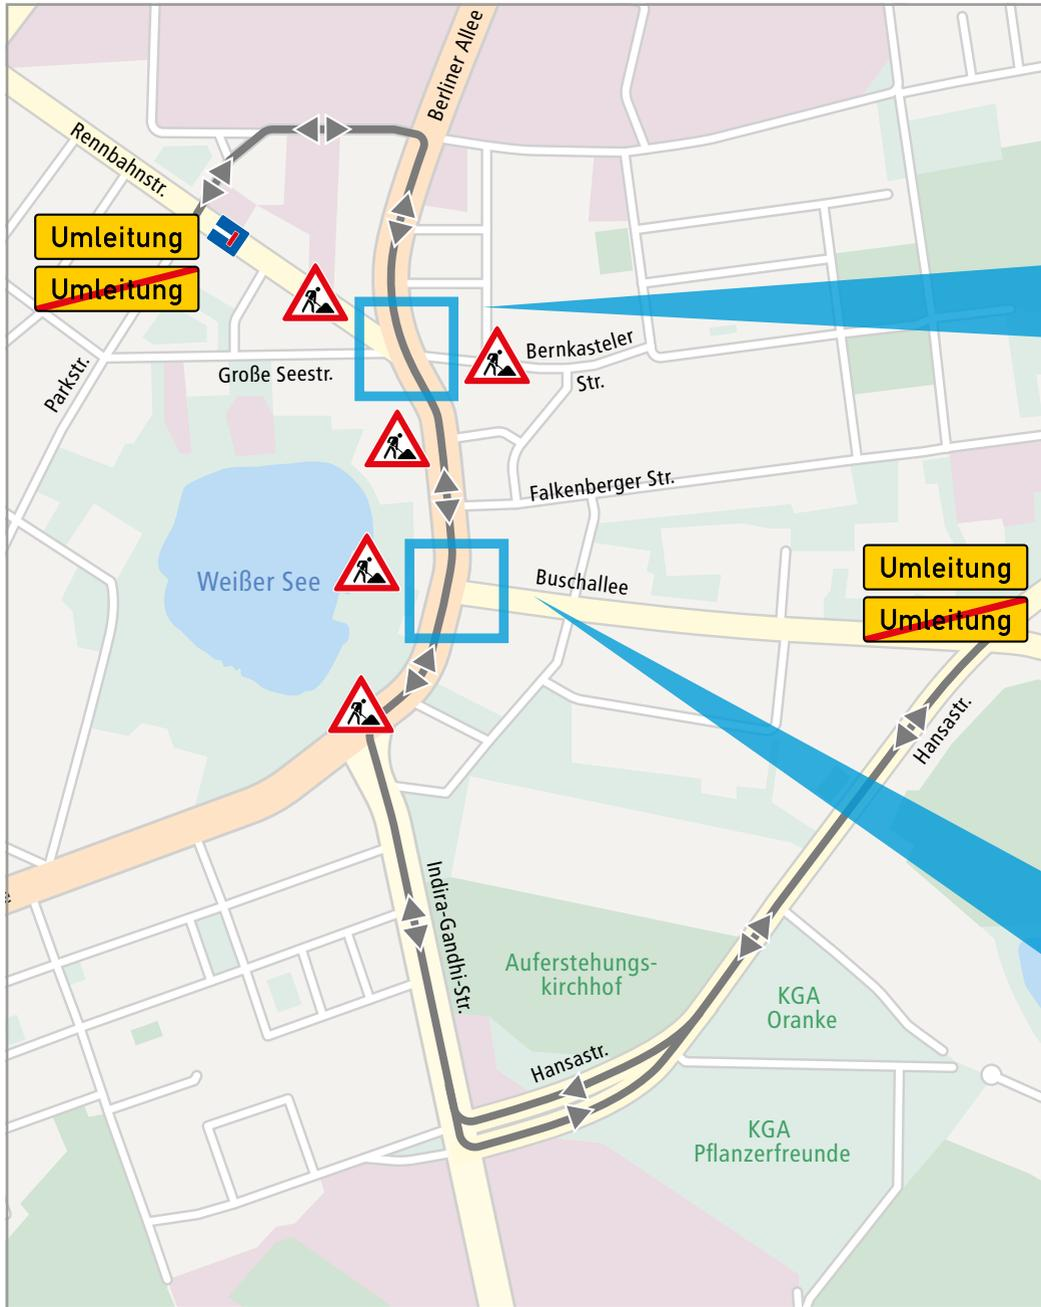 Berliner Allee
Rennbahnstr.
Umleitung
Umleitung
Parkstr.
Große Seestr.
Bernkasteler
Str.
Falkenberger Str.
Weißer See
Buschallee
Umleitung
Umleitung
Hansastr.
Indira-Gandhi-Str.
Auferstehungs-
kirchhof
KGA
Oranke
Hansastr.
KGA
Pflanzerfreunde